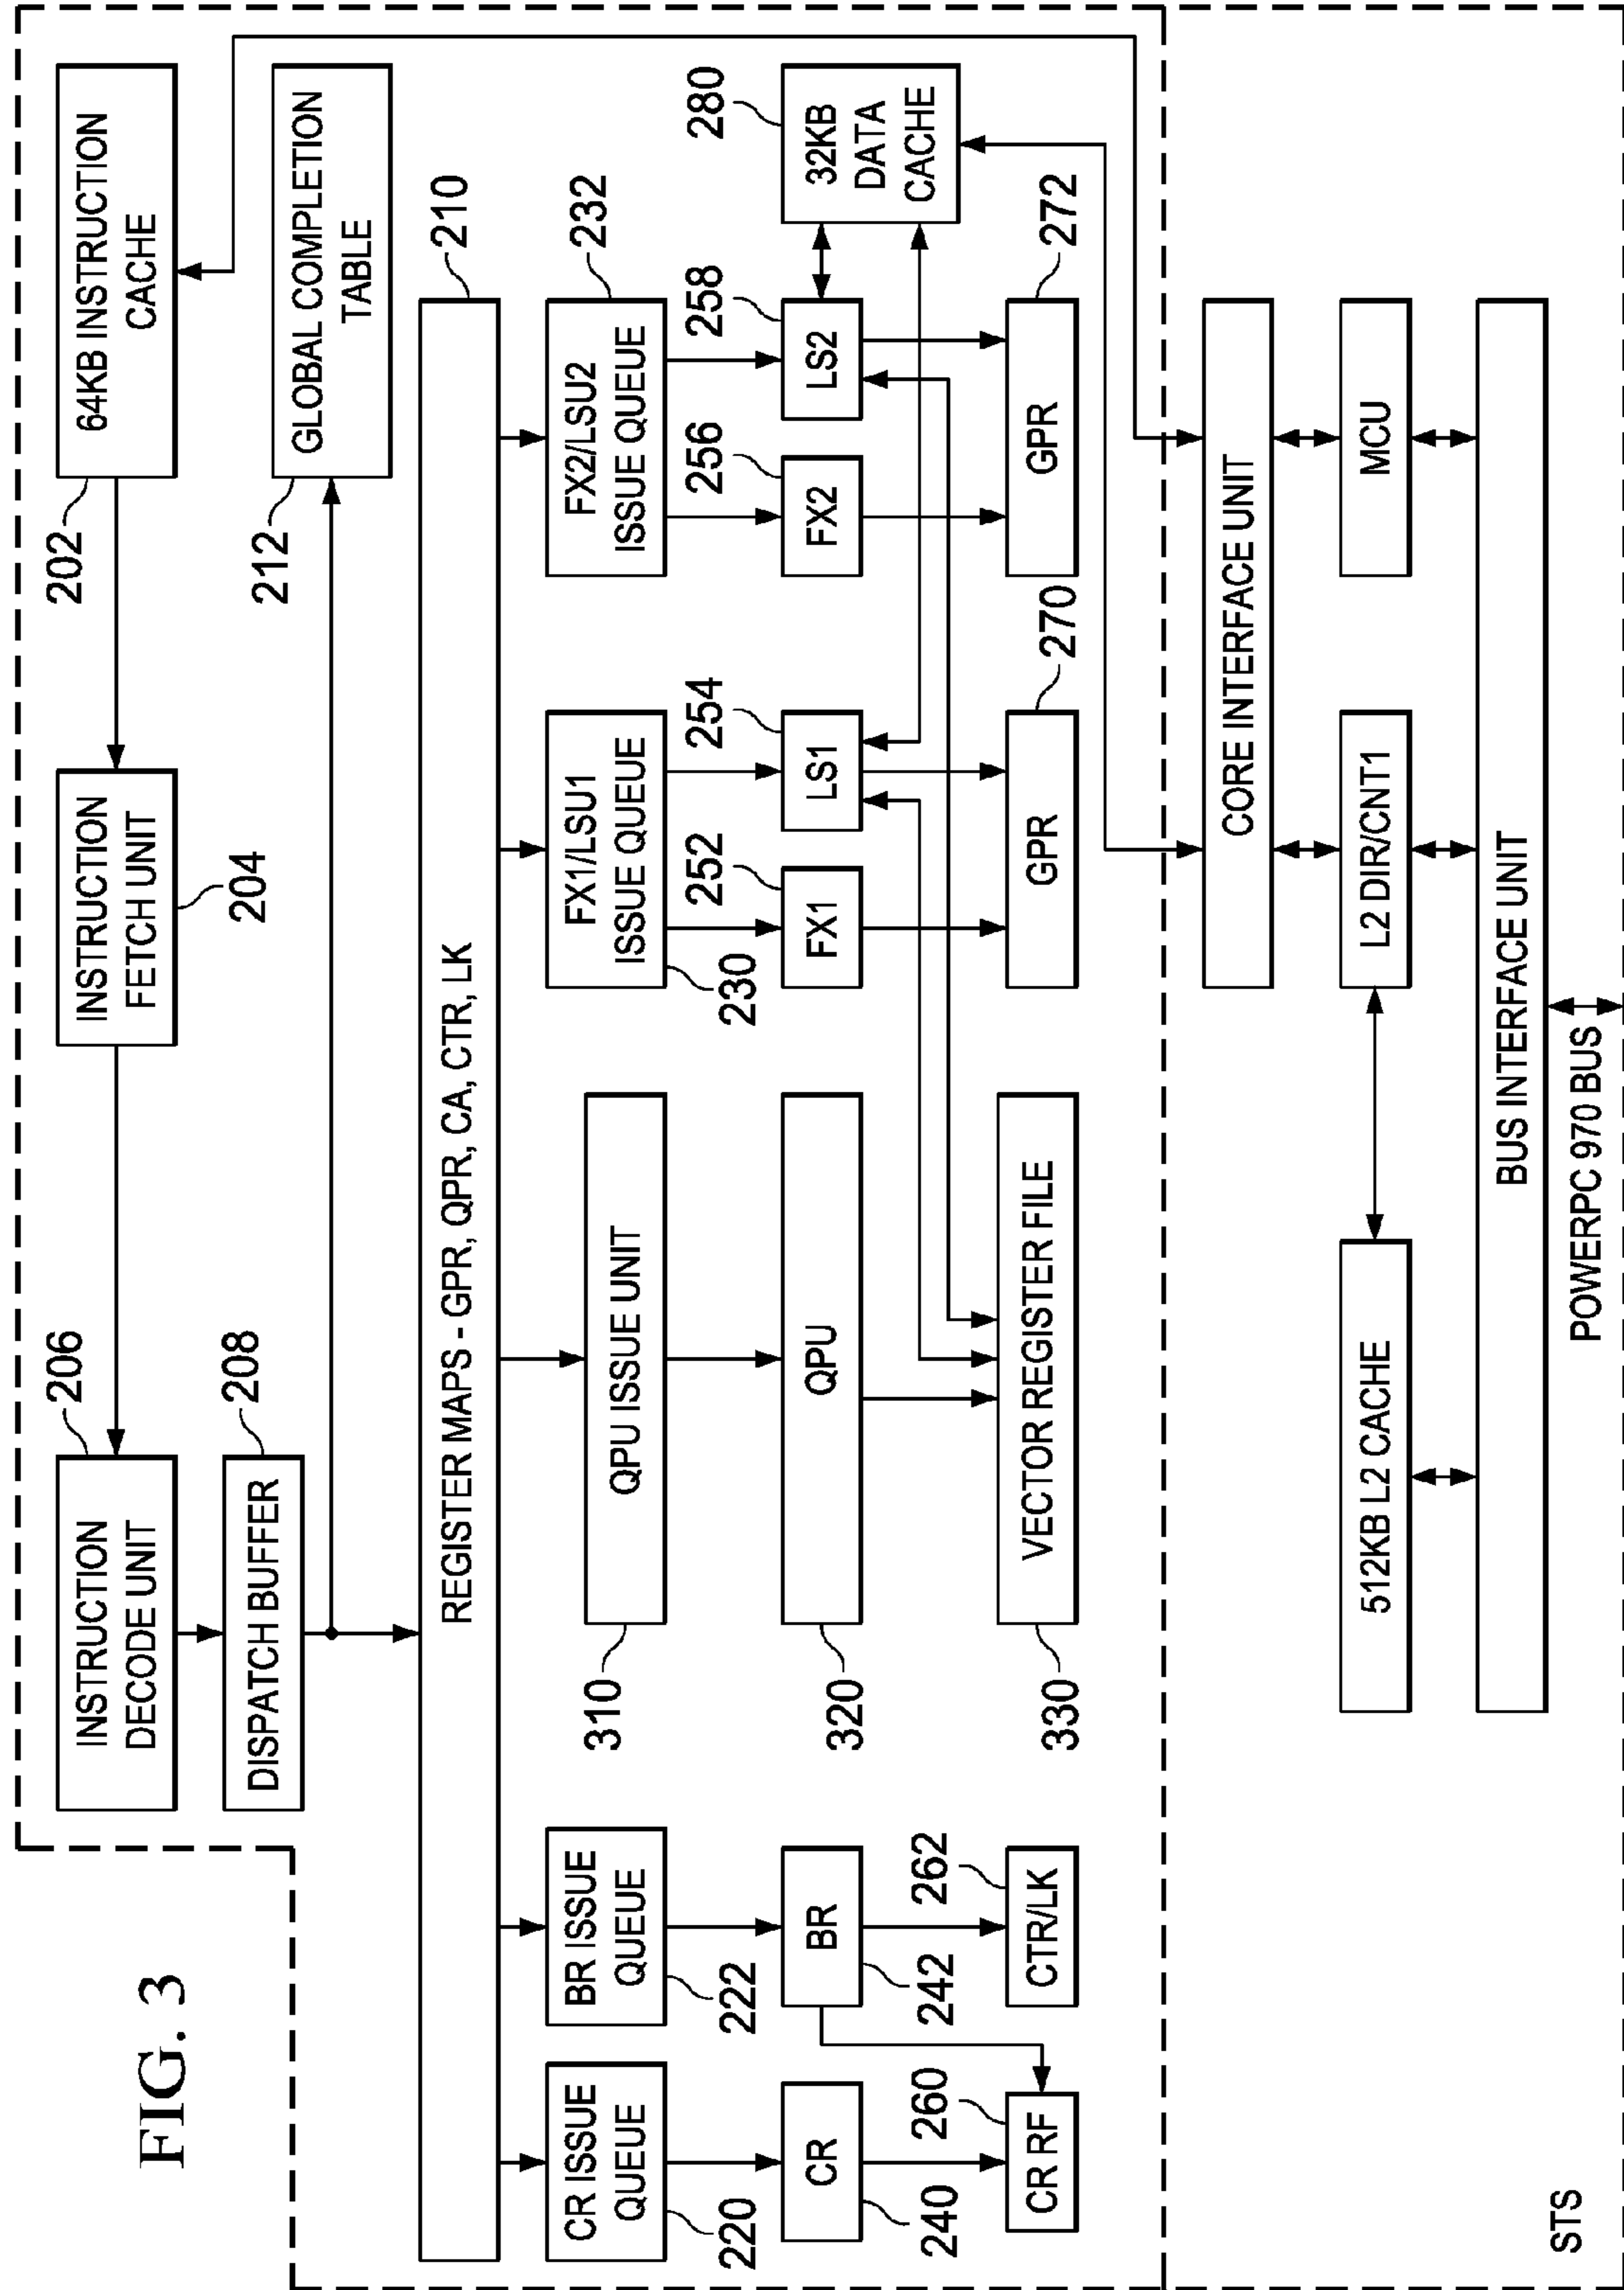 FIG. 3
206
INSTRUCTION
DECODE UNIT
INSTRUCTION
FETCH UNIT
204
202
64KB INSTRUCTION
CACHE
208
DISPATCH BUFFER
212
GLOBAL COMPLETION
TABLE
REGISTER MAPS - GPR, QPR, CA, CTR, LK
210
CR ISSUE
QUEUE
220
BR ISSUE
QUEUE
222
QPU ISSUE UNIT
310
FX1/LSU1
ISSUE QUEUE
230
FX2/LSU2
ISSUE QUEUE
232
CR
240
BR
242
QPU
320
FX1
252
LS1
254
FX2
256
LS2
258
32KB
DATA
CACHE
280
CR RF
260
CTR/LK
262
VECTOR REGISTER FILE
330
GPR
270
GPR
272
CORE INTERFACE UNIT
512KB L2 CACHE
L2 DIR/CNT1
MCU
BUS INTERFACE UNIT
STS
POWERPC 970 BUS